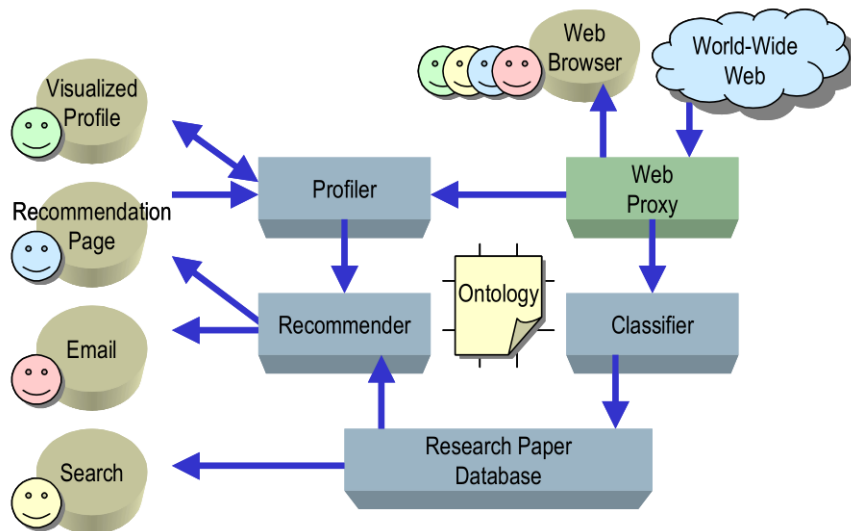 Web
Browser
World-Wide
Web
Visualized
Profile
Profiler
Web
Proxy
Recommendation
Page
Ontology
Recommender
Classifier
Email
Research Paper
Database
Search